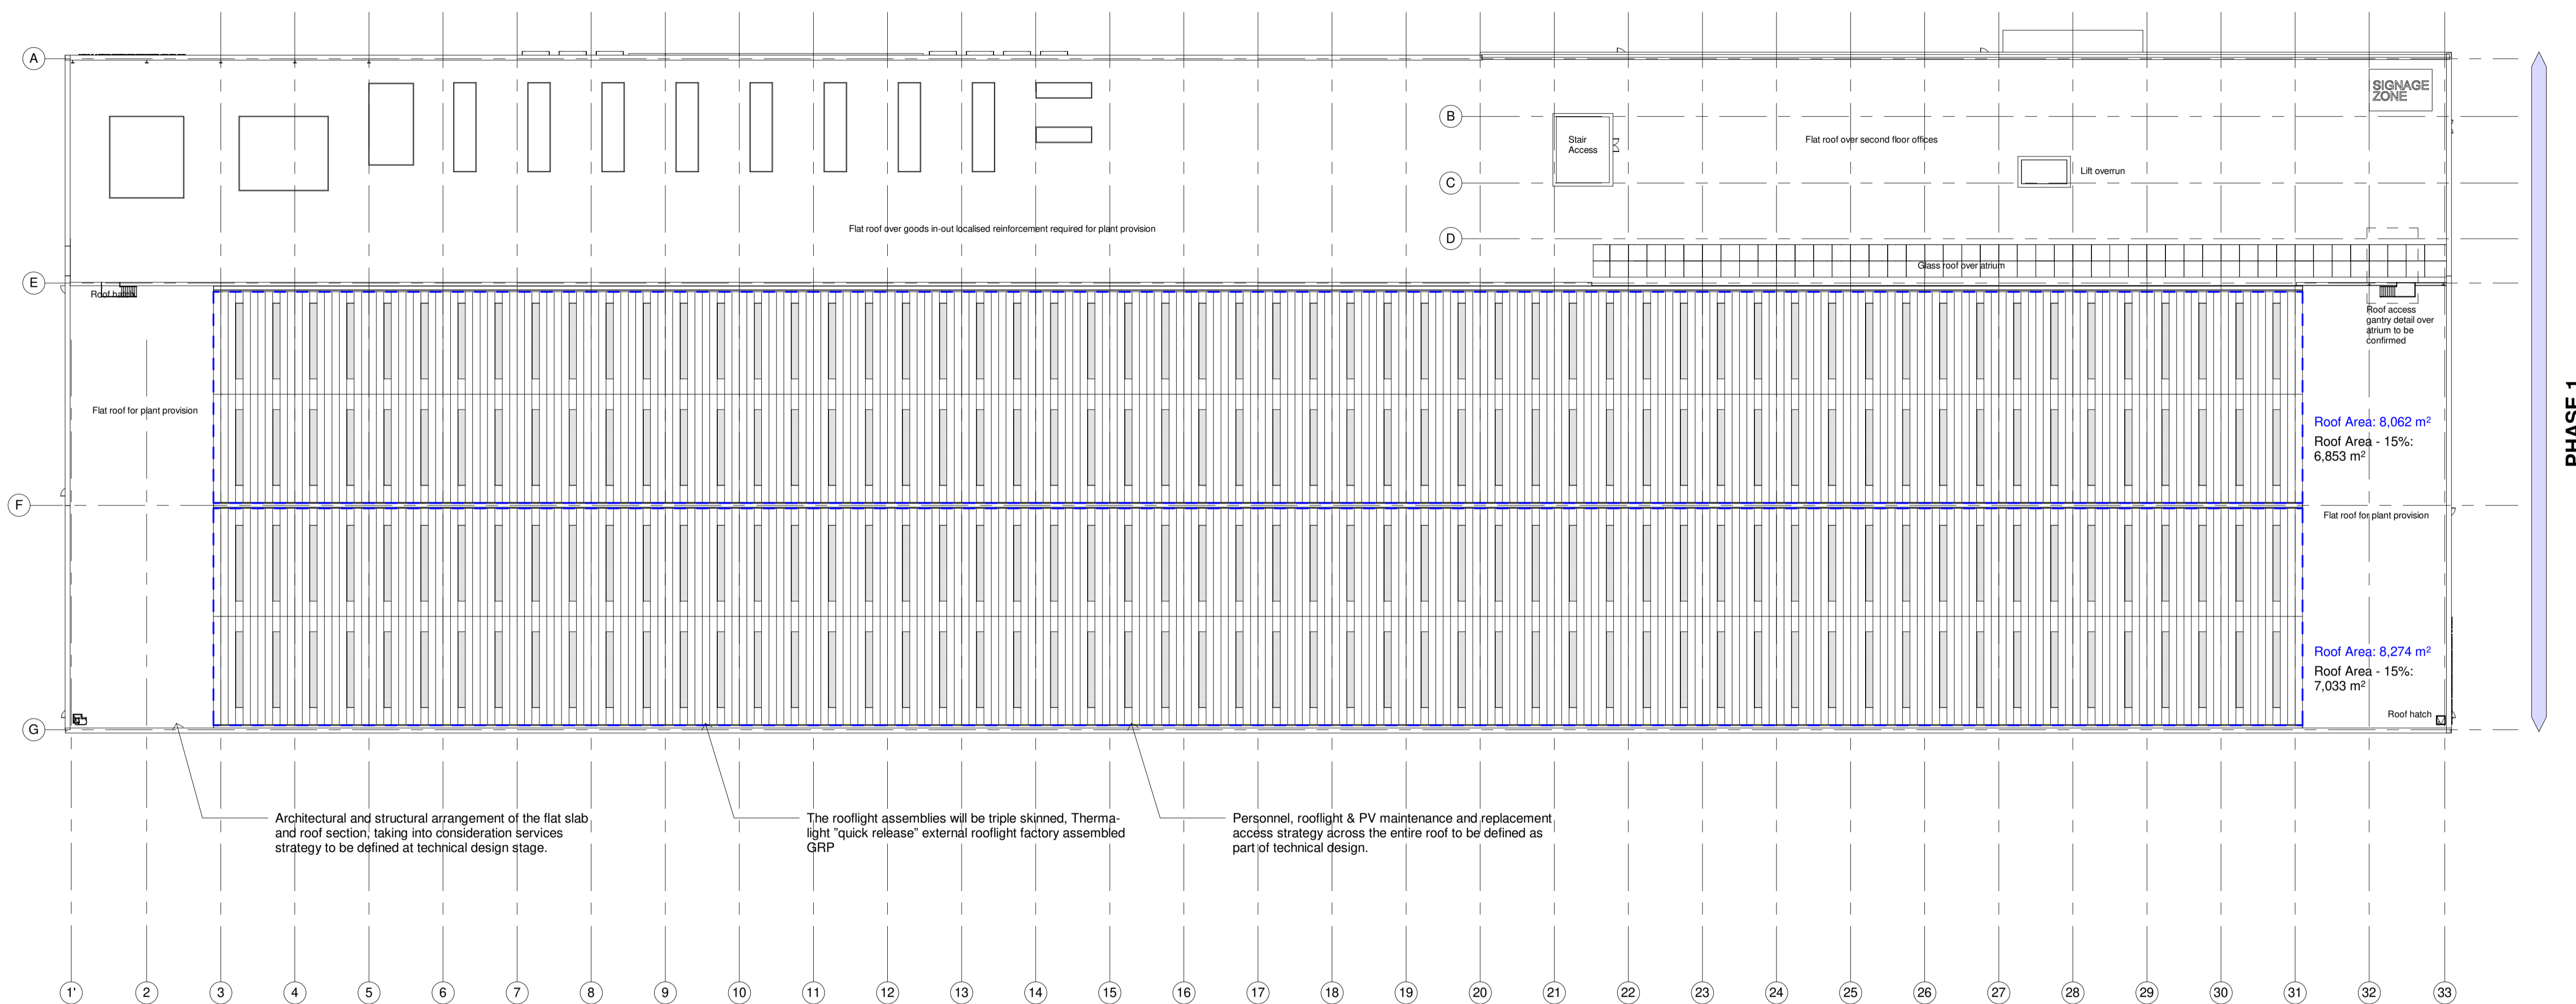 A
SIGNAGE
ZONE
B
Stair
Access
Flat roof over second floor offices
C
Lift overrun
Flat roof over goods in-out localised reinforcement required for plant provision
D
Glass roof over atrium
E
Roof hatch
Roof access
gantry detail over
atrium to be
confirmed
PHASE 1
Flat roof for plant provision
Roof Area: 8,062 m²
Roof Area - 15%:
6,853 m²
F
Flat roof for plant provision
Roof Area: 8,274 m²
Roof Area - 15%:
7,033 m²
Roof hatch
G
Architectural and structural arrangement of the flat slab
and roof section, taking into consideration services
strategy to be defined at technical design stage.
The rooflight assemblies will be triple skinned, Therma-
light "quick release" external rooflight factory assembled
GRP
Personnel, rooflight & PV maintenance and replacement
access strategy across the entire roof to be defined as
part of technical design.
1' 2 3 4 5 6 7 8 9 10 11 12 13 14 15 16 17 18 19 20 21 22 23 24 25 26 27 28 29 30 31 32 33